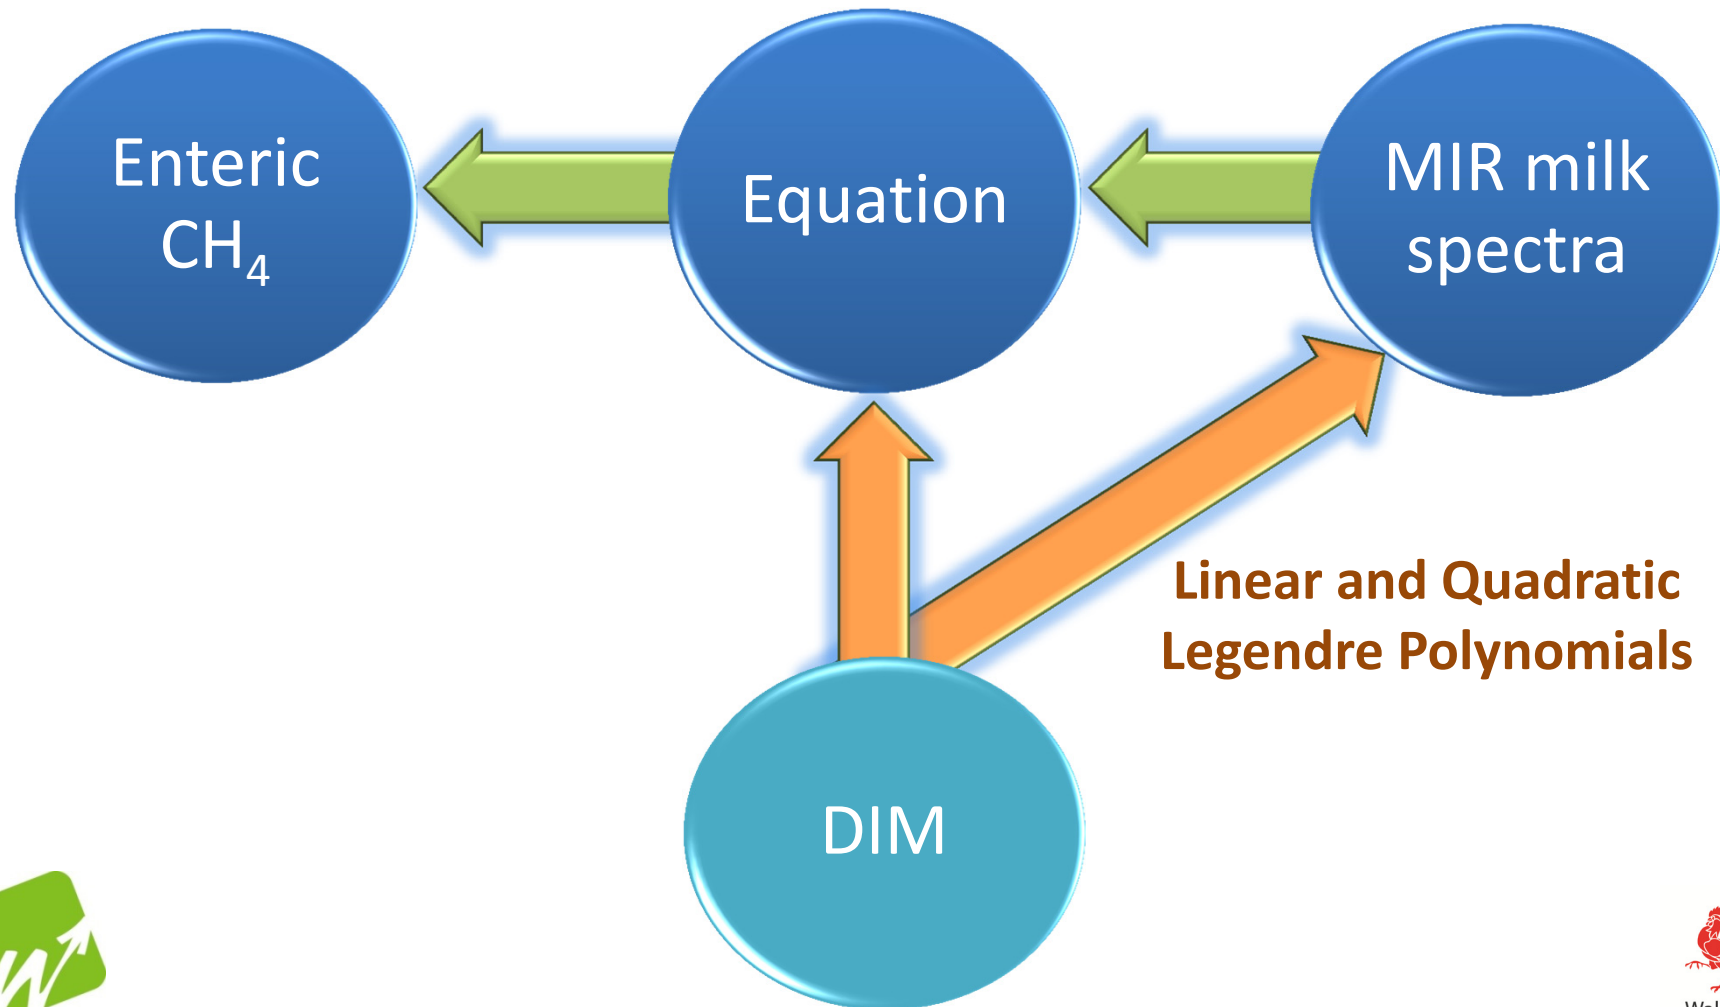 Enteric
CH₄
Equation
MIR milk
spectra
Linear and Quadratic
Legendre Polynomials
DIM